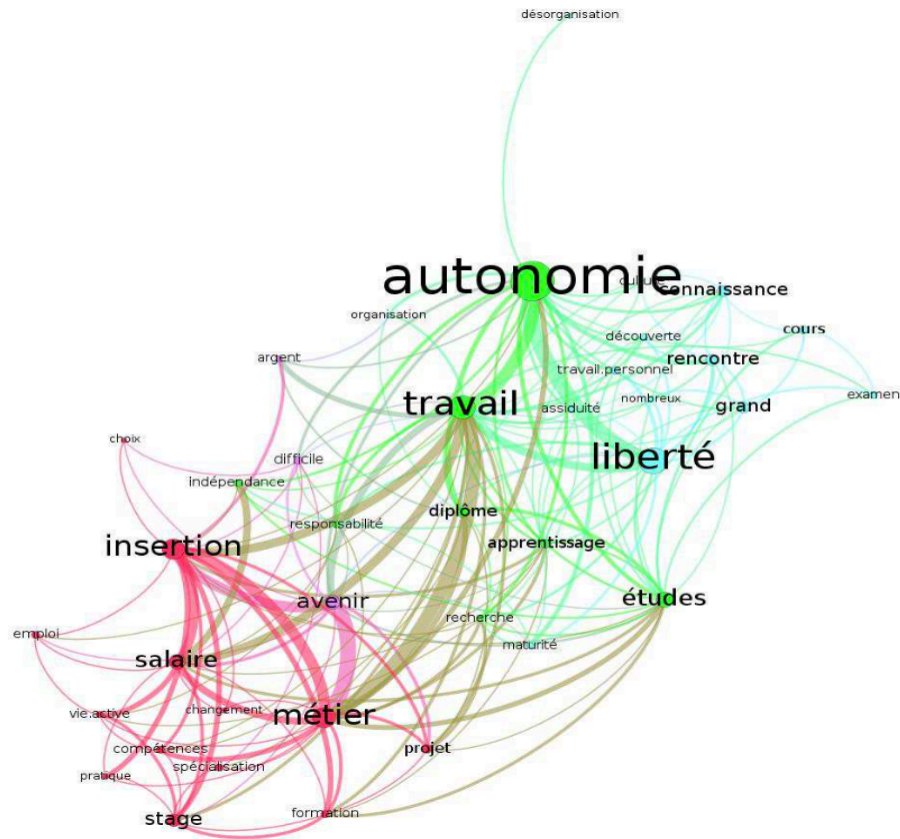 désorganisation
autonomie
culture
connaissance
organisation
cours
découverte
argent
rencontre
travail.personnel
examen
nombreux
travail
assiduité
grand
choix
liberté
difficile
indépendance
diplôme
responsabilité
insertion
apprentissage
avenir
études
recherche
emploi
maturité
salaire
vie.active
changement
métier
compétences
projet
spécialisation
pratique
formation
stage